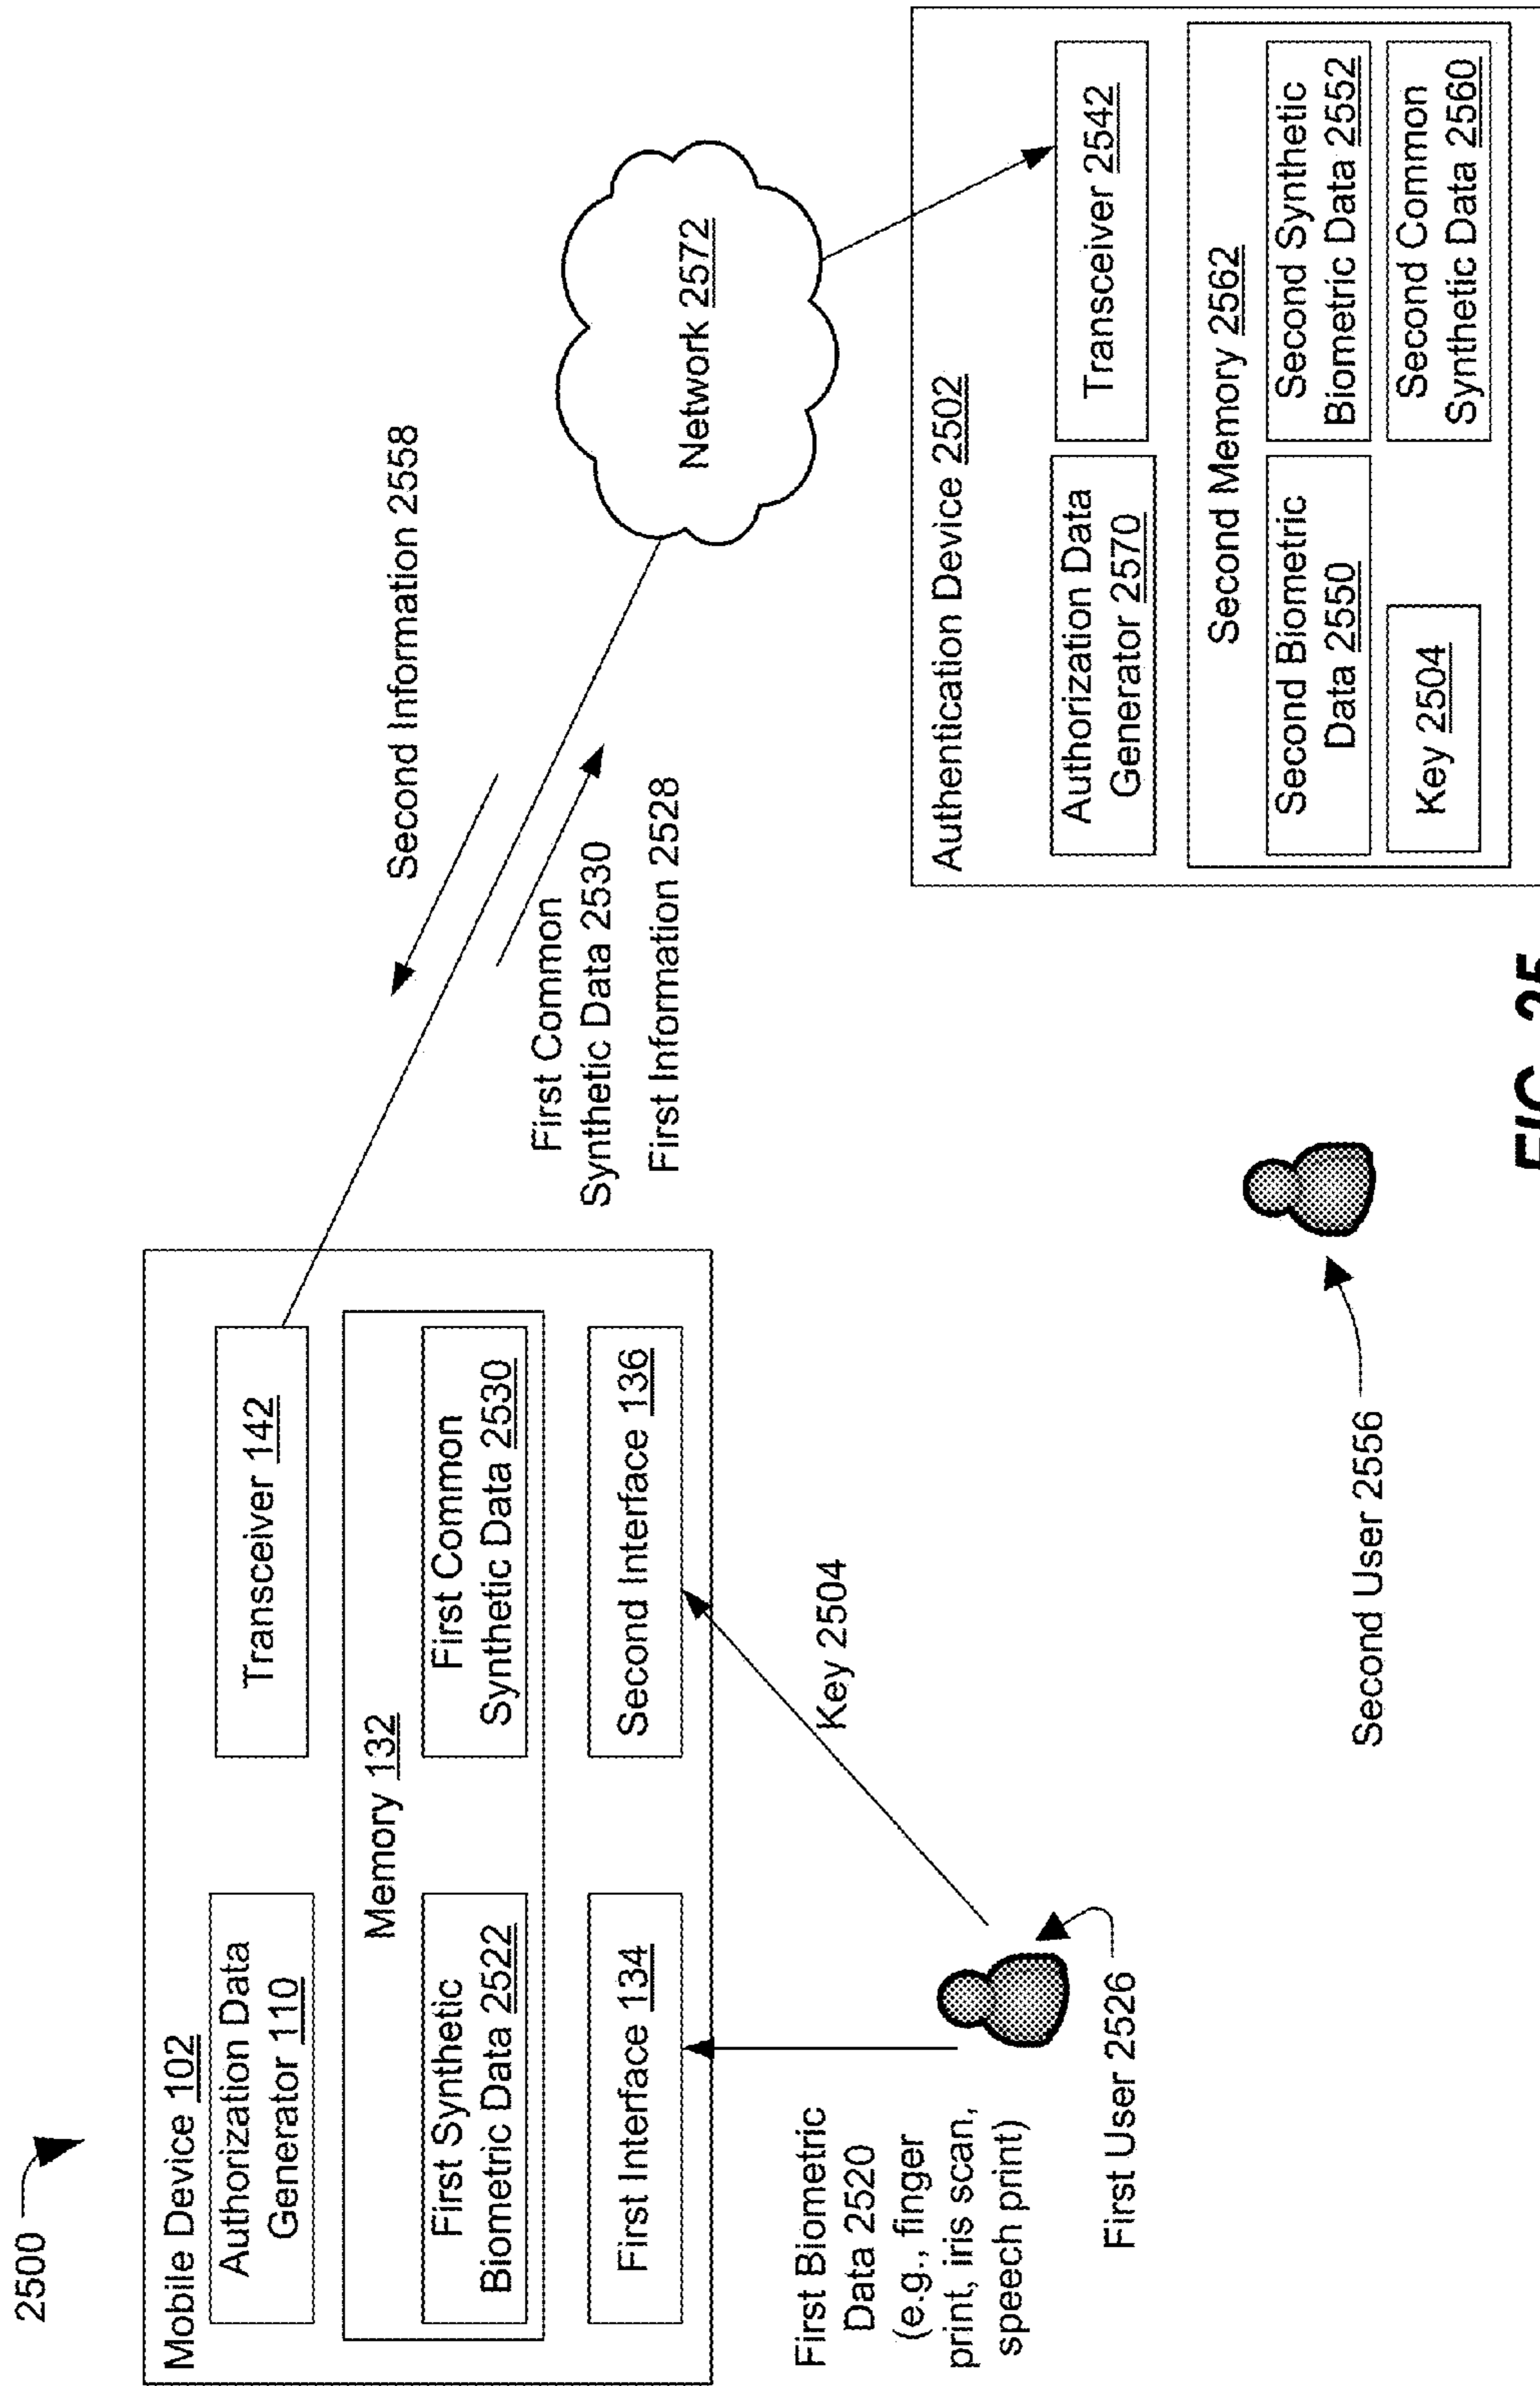 2500
Mobile Device 102
Authorization Data
Generator 110
Transceiver 142
Memory 132
First Synthetic
Biometric Data 2522
First Common
Synthetic Data 2530
First Interface 134
Second Interface 136
First Biometric
Data 2520
(e.g., finger
print, iris scan,
speech print)
Key 2504
First User 2526
Second User 2556
Second Information 2558
First Common
Synthetic Data 2530
First Information 2528
Network 2572
Authentication Device 2502
Authorization Data
Generator 2570
Transceiver 2542
Second Memory 2562
Second Biometric
Data 2550
Second Synthetic
Biometric Data 2552
Key 2504
Second Common
Synthetic Data 2560
FIG. 25